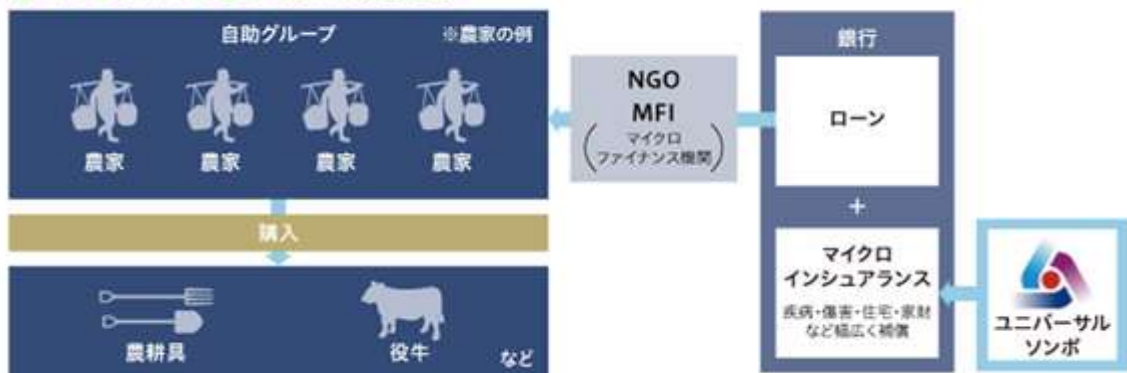 自助グループ
※農家の例
農家
農家
農家
農家
購入
農耕具
役牛
など
NGO
MFI
(マイクロ
ファイナンス機関)
銀行
ローン
+
マイクロ
インシュアランス
疾病・傷害・住宅・家財
など幅広く補償
ユニバーサル
ソンポ